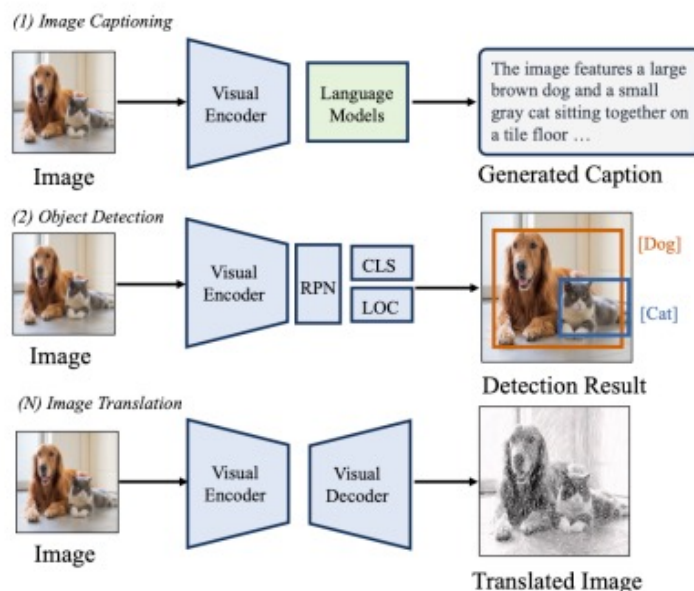 (1) Image Captioning
Visual
Encoder
Language
Models
The image features a large
brown dog and a small
gray cat sitting together on
a tile floor ...
Image
Generated Caption
(2) Object Detection
Visual
Encoder
RPN
CLS
LOC
[Dog]
[Cat]
Image
Detection Result
(N) Image Translation
Visual
Encoder
Visual
Decoder
Image
Translated Image